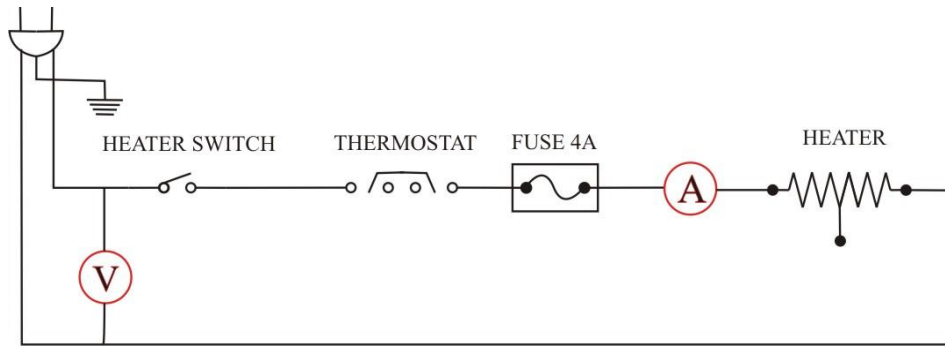 HEATER SWITCH
THERMOSTAT
FUSE 4A
HEATER
A
V